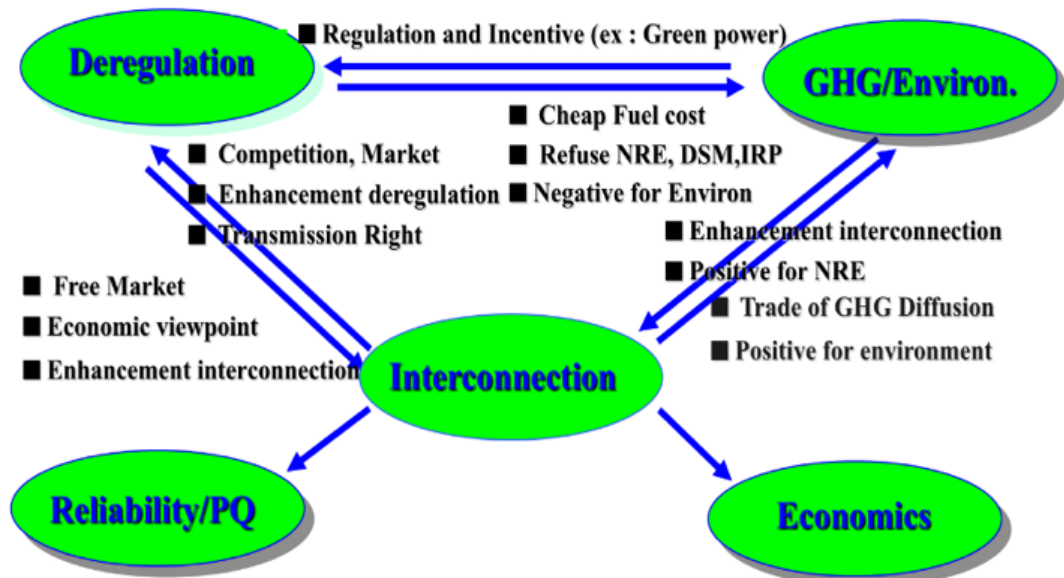 ■ Regulation and Incentive (ex : Green power)
Deregulation
GHG/Environ.
■ Cheap Fuel cost
■ Refuse NRE, DSM,IRP
■ Negative for Environ
■ Competition, Market
■ Enhancement deregulation
■ Transmission Right
■ Enhancement interconnection
■ Positive for NRE
■ Trade of GHG Diffusion
■ Positive for environment
■ Free Market
■ Economic viewpoint
■ Enhancement interconnection
Interconnection
Reliability/PQ
Economics